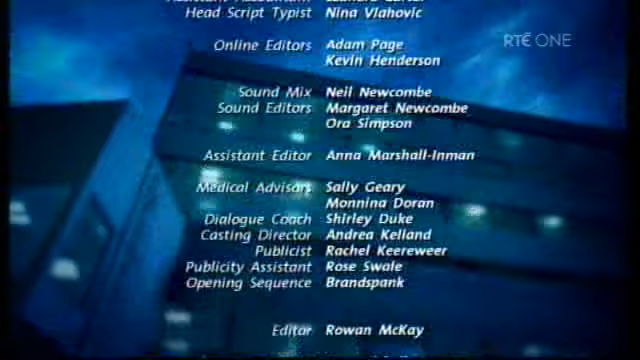 Head Script Typist Nina Vlahovic
Online Editors Adam Page
Kevin Henderson
RTÉ ONE
Sound Mix Neil Newcombe
Sound Editors Margaret Newcombe
Ora Simpson
Assistant Editor Anna Marshall-Inman
Medical Advisors Sally Geary
Monnina Doran
Dialogue Coach Shirley Duke
Casting Director Andrea Kelland
Publicist Rachel Keereweer
Publicity Assistant Rose Swale
Opening Sequence Brandspank
Editor Rowan McKay